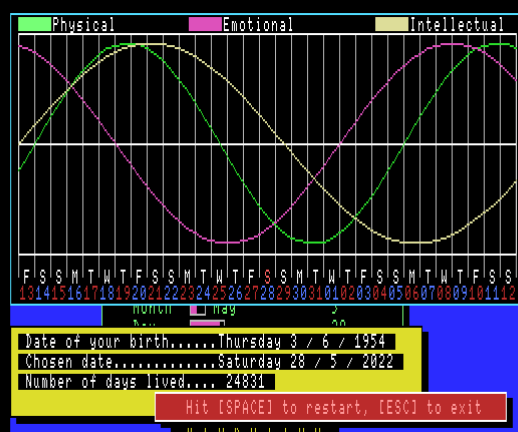 Physical Emotional Intellectual
F S S M T W T F S S M T W T F S S M T W T F S S M T W T F S S
13 14 15 16 17 18 19 20 21 22 23 24 25 26 27 28 29 30 31 01 02 03 04 05 06 07 08 09 10 11 12
Month May 5
Date of your birth......Thursday 3 / 6 / 1954
Chosen date.............Saturday 28 / 5 / 2022
Number of days lived.... 24831
Hit [SPACE] to restart, [ESC] to exit